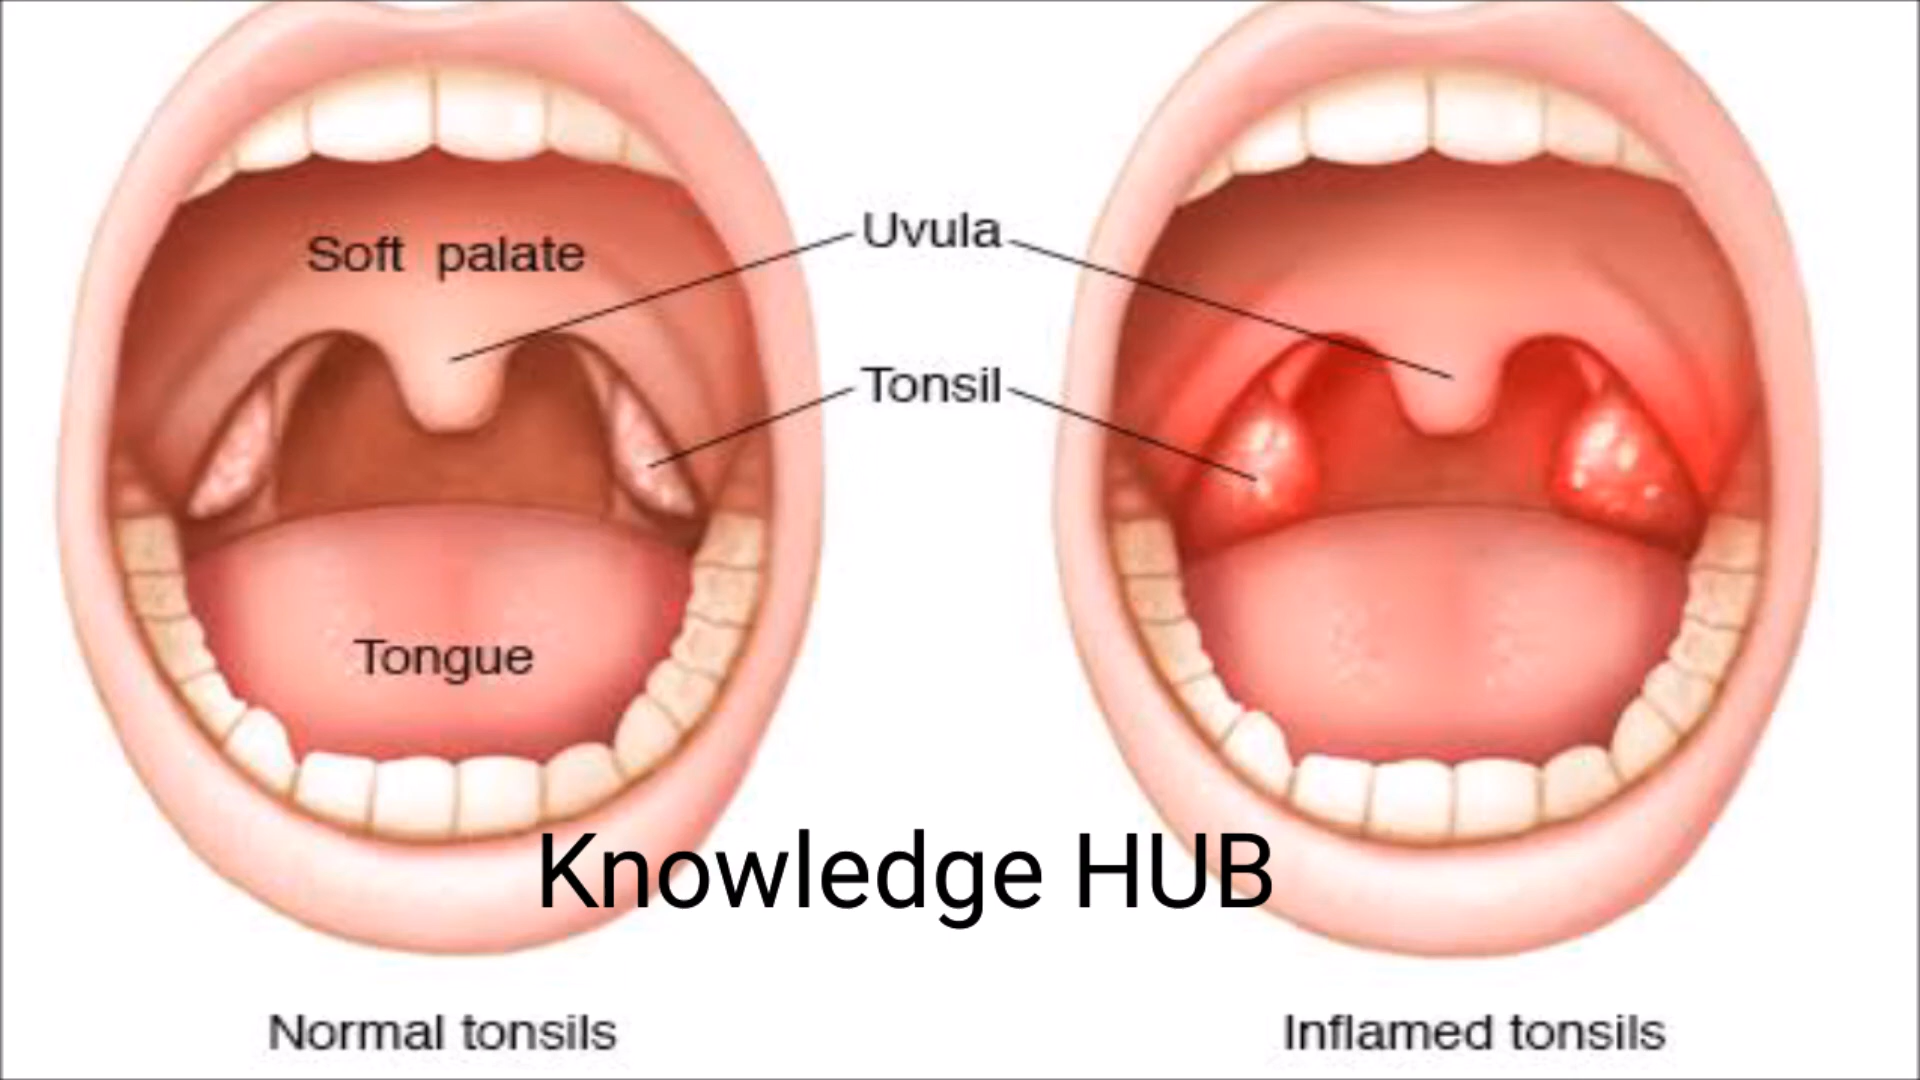 Soft palate
Uvula
Tonsil
Tongue
Knowledge HUB
Normal tonsils
Inflamed tonsils